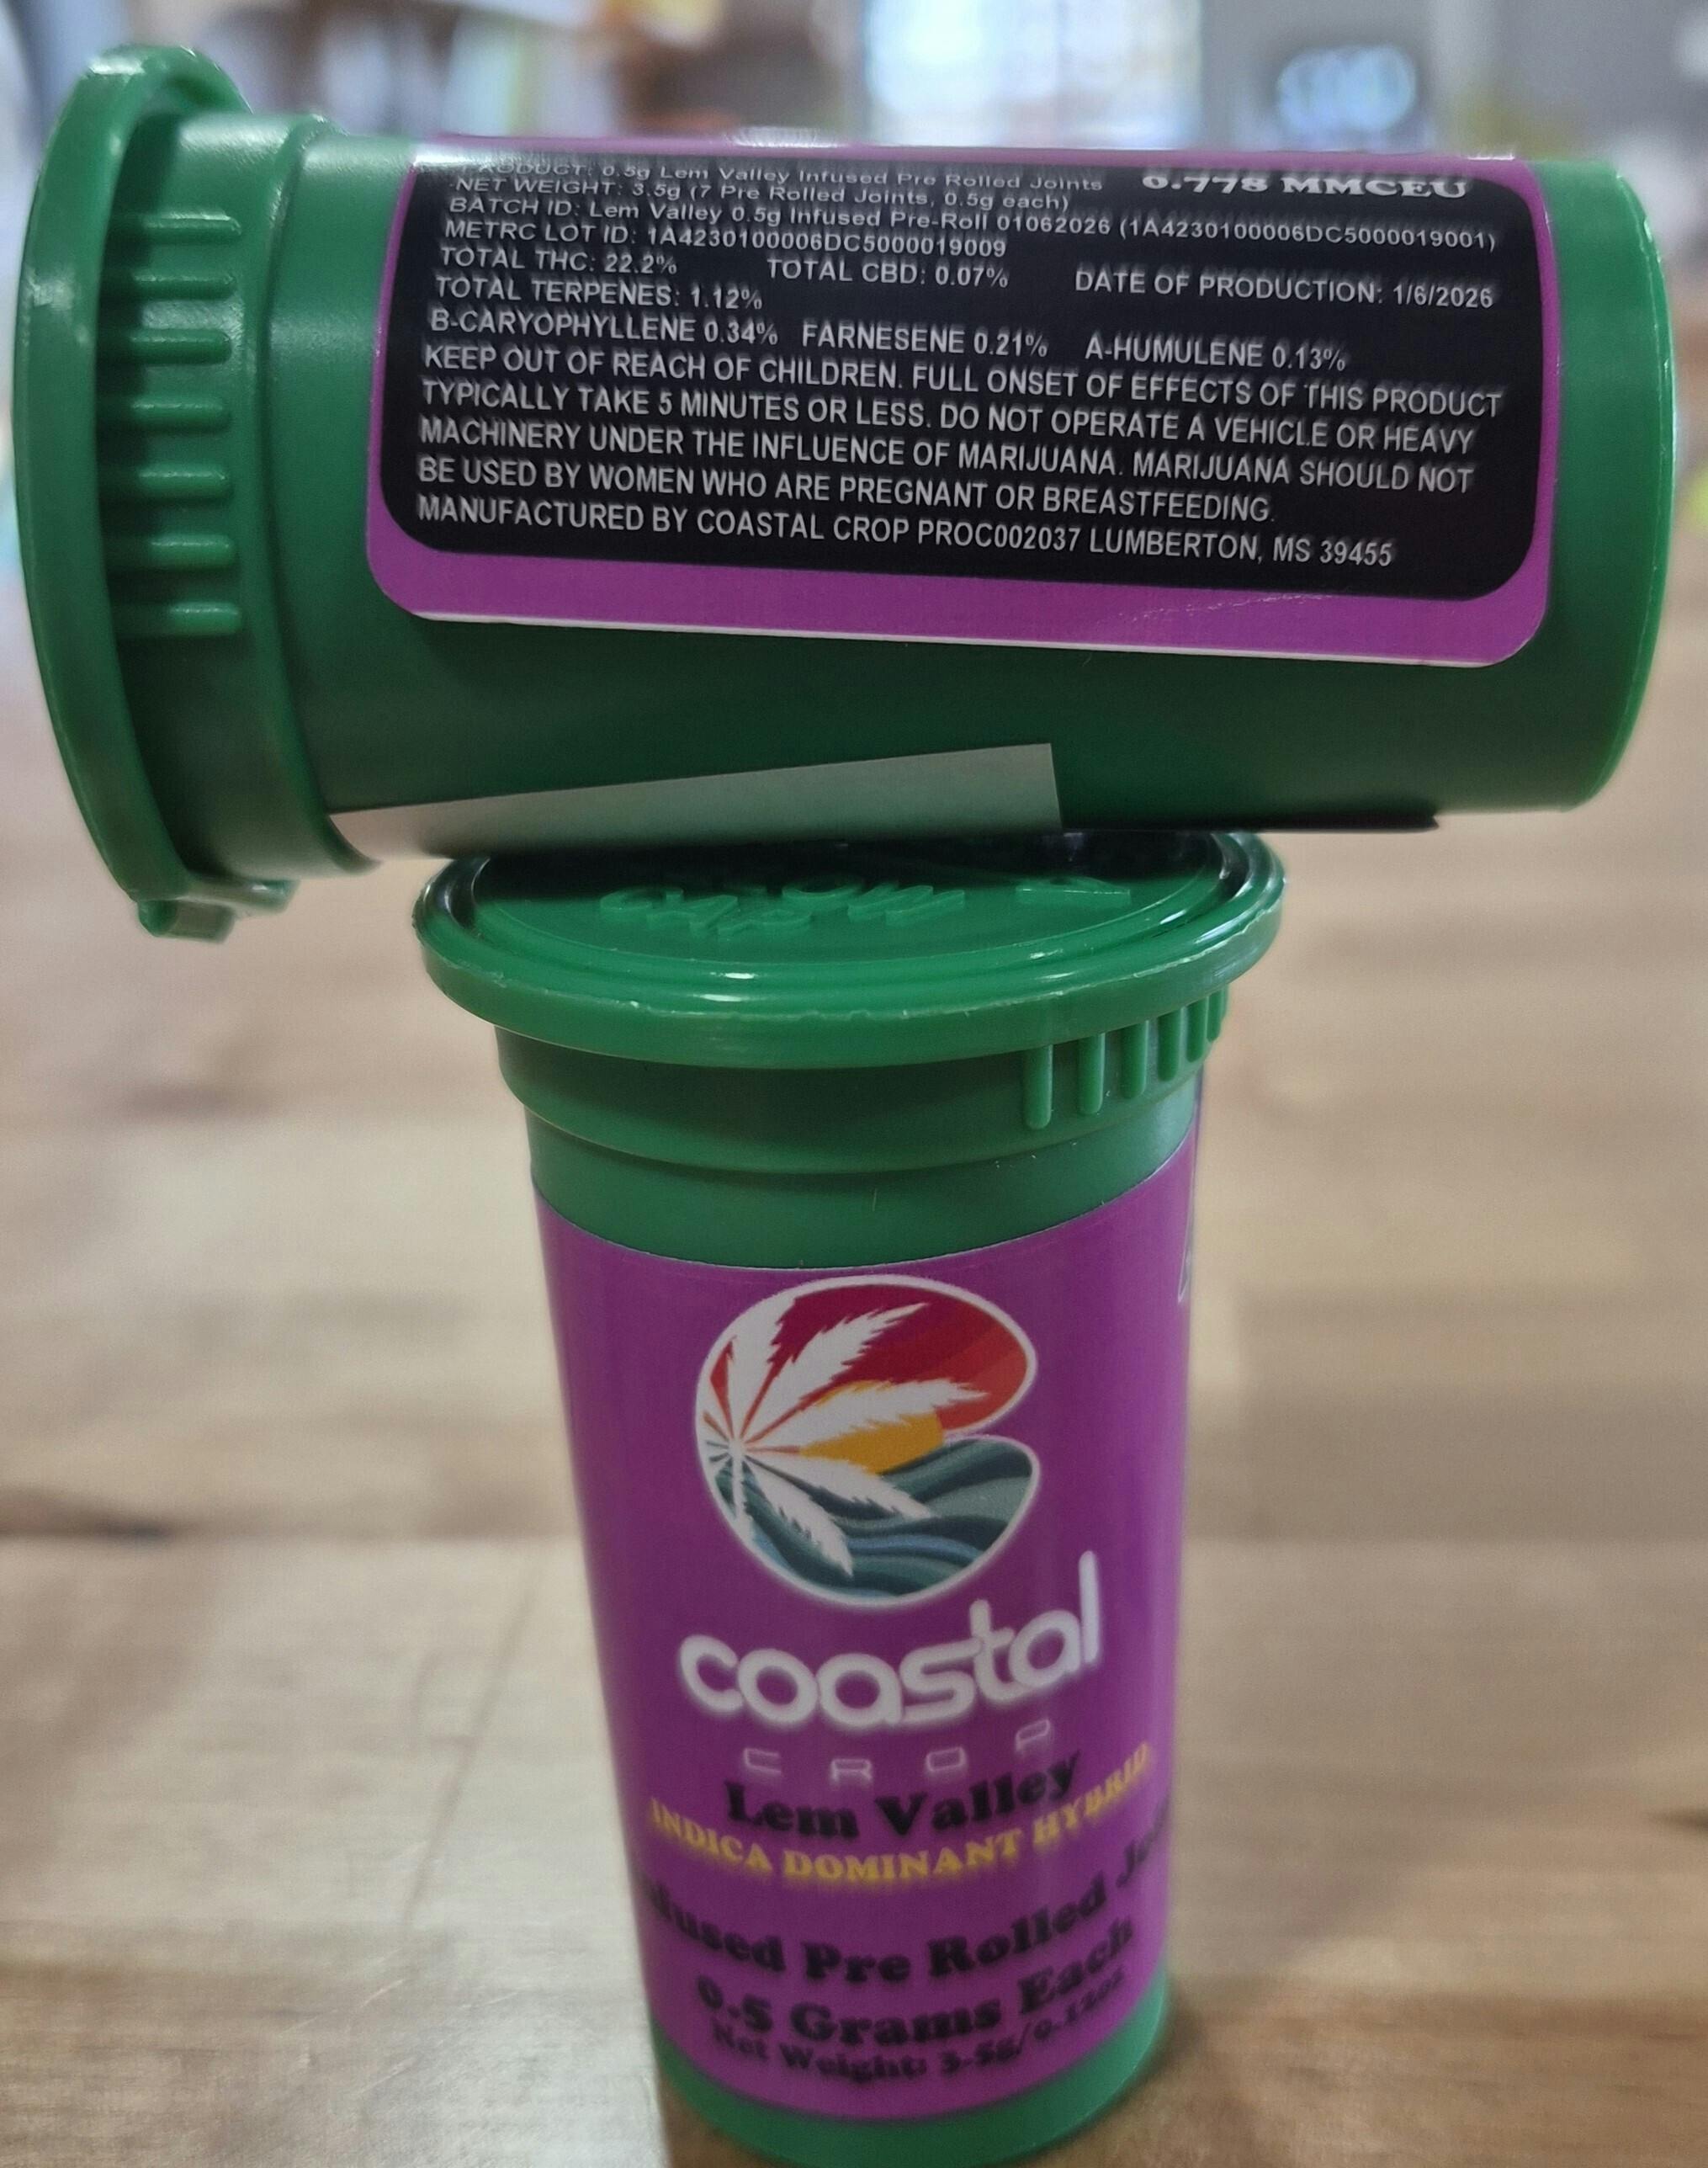 PRODUCT: 0.5g Lem Valley Infused Pre Rolled Joints
0.778 MMCEU
NET WEIGHT: 3.5g (7 Pre Rolled Joints, 0.5g each)
BATCH ID: Lem Valley 0.5g Infused Pre-Roll 01062026 (1A4230100006DC5000019001)
METRC LOT ID: 1A4230100006DC5000019009
TOTAL THC: 22.2% TOTAL CBD: 0.07% DATE OF PRODUCTION: 1/6/2026
TOTAL TERPENES: 1.12%
B-CARYOPHYLLENE 0.34% FARNESENE 0.21% A-HUMULENE 0.13%
KEEP OUT OF REACH OF CHILDREN. FULL ONSET OF EFFECTS OF THIS PRODUCT
TYPICALLY TAKE 5 MINUTES OR LESS. DO NOT OPERATE A VEHICLE OR HEAVY
MACHINERY UNDER THE INFLUENCE OF MARIJUANA. MARIJUANA SHOULD NOT
BE USED BY WOMEN WHO ARE PREGNANT OR BREASTFEEDING.
MANUFACTURED BY COASTAL CROP PROC002037 LUMBERTON, MS 39455
coastal
CROP
Lem Valley
INDICA DOMINANT HYBRID
Pre Rolled
0.5 Grams Each
Net Weight: 3.5g/0.12oz